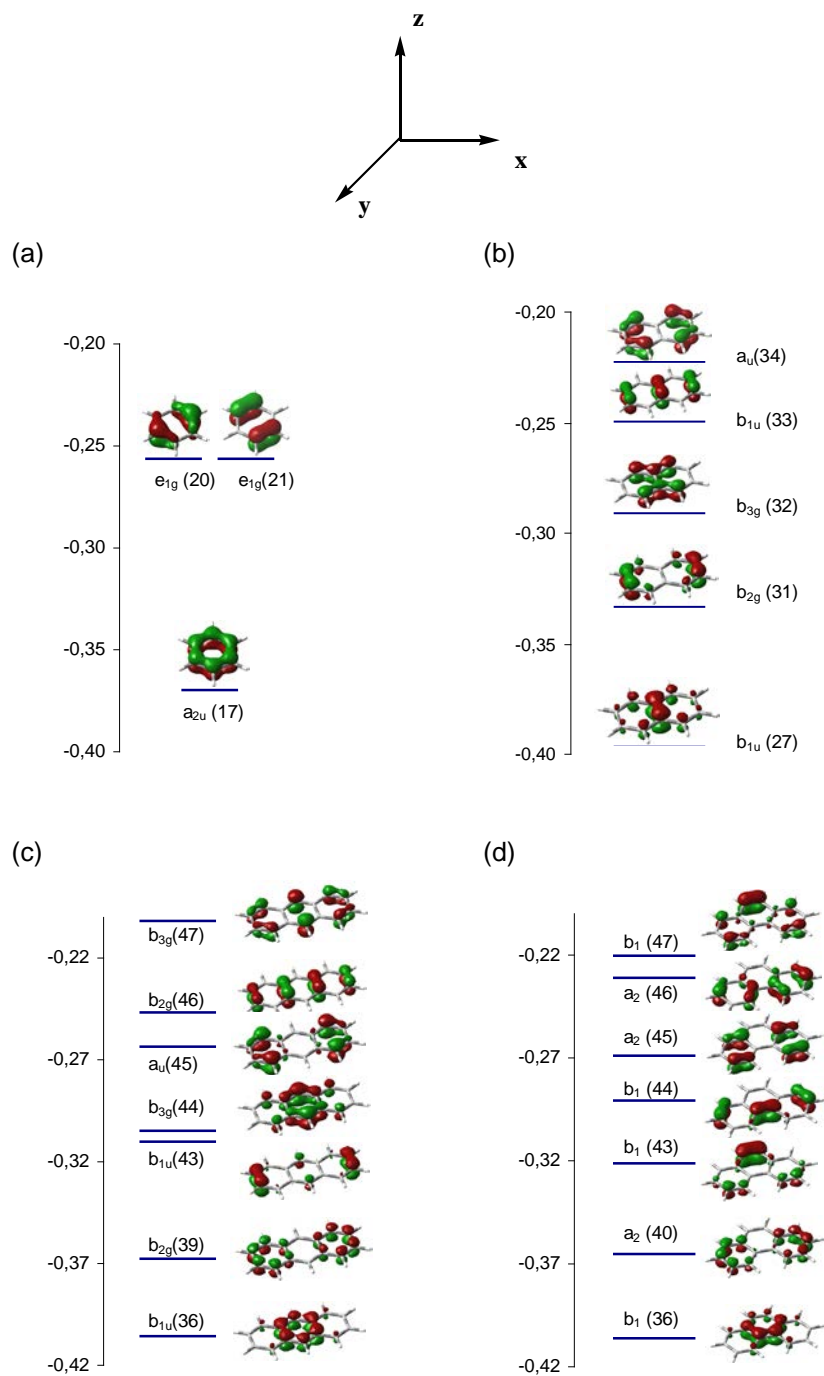 z
x
y
(a)
-0,20
-0,25
e1g (20) e1g(21)
-0,30
-0,35
a2u (17)
-0,40
(b)
-0,20
au(34)
-0,25
b1u (33)
-0,30
b3g (32)
b2g (31)
-0,35
-0,40
b1u (27)
(c)
b3g(47)
-0,22
b2g(46)
-0,27
au(45)
b3g(44)
-0,32
b1u(43)
b2g(39)
-0,37
b1u(36)
-0,42
(d)
b1 (47)
-0,22
a2 (46)
a2 (45)
-0,27
b1 (44)
b1 (43)
-0,32
a2 (40)
-0,37
b1 (36)
-0,42